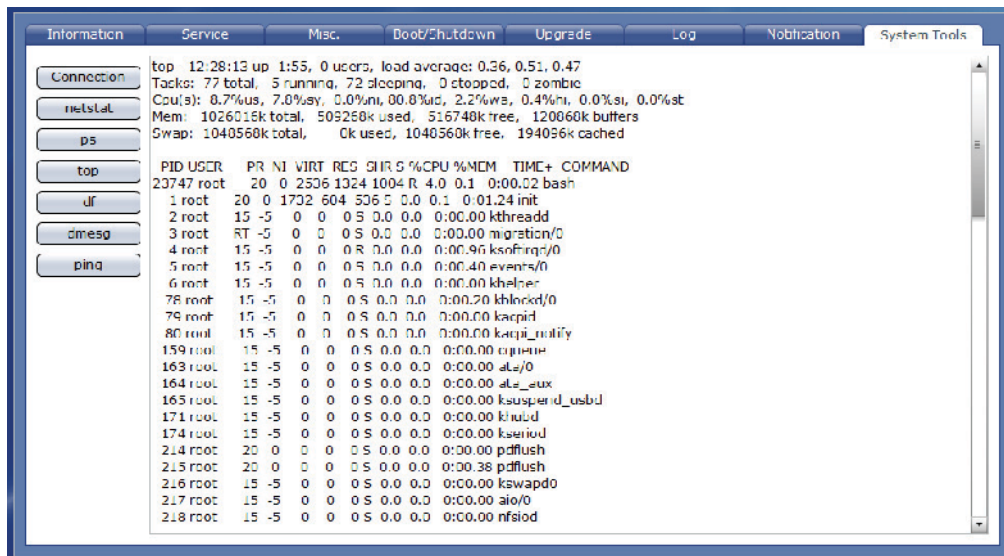 Information Service Misc. Boot/Shutdown Upgrade Log Notification System Tools
Connection
netstat
ps
top
df
dmesg
ping
top 12:28:13 up 1:55, 0 users, load average: 0.36, 0.51, 0.47
Tasks: 77 total, 5 running, 72 sleeping, 0 stopped, 0 zombie
Cpu(s): 8.7%us, 7.8%sy, 0.0%ni, 80.8%id, 2.2%wa, 0.4%hi, 0.0%si, 0.0%st
Mem: 1026016k total, 509268k used, 516748k free, 120868k buffers
Swap: 1048568k total, 0k used, 1048568k free, 194096k cached
PID USER PR NI VIRT RES SHR S %CPU %MEM TIME+ COMMAND
23747 root 20 0 2536 1324 1004 R 4.0 0.1 0:00.02 bash
1 root 20 0 1732 604 536 S 0.0 0.1 0:01.24 init
2 root 15 -5 0 0 0 S 0.0 0.0 0:00.00 kthreadd
3 root RT -5 0 0 0 S 0.0 0.0 0:00.00 migration/0
4 root 15 -5 0 0 0 R 0.0 0.0 0:00.96 ksoftirqd/0
5 root 15 -5 0 0 0 S 0.0 0.0 0:00.40 events/0
6 root 15 -5 0 0 0 S 0.0 0.0 0:00.00 khelper
78 root 15 -5 0 0 0 S 0.0 0.0 0:00.20 kblockd/0
79 root 15 -5 0 0 0 S 0.0 0.0 0:00.00 kacpid
80 root 15 -5 0 0 0 S 0.0 0.0 0:00.00 kacpi_notify
159 root 15 -5 0 0 0 S 0.0 0.0 0:00.00 cqueue
163 root 15 -5 0 0 0 S 0.0 0.0 0:00.00 ata/0
164 root 15 -5 0 0 0 S 0.0 0.0 0:00.00 ata_aux
165 root 15 -5 0 0 0 S 0.0 0.0 0:00.00 ksuspend_usbd
171 root 15 -5 0 0 0 S 0.0 0.0 0:00.00 khubd
174 root 15 -5 0 0 0 S 0.0 0.0 0:00.00 kseriod
214 root 20 0 0 0 0 S 0.0 0.0 0:00.00 pdflush
215 root 20 0 0 0 0 S 0.0 0.0 0:00.38 pdflush
216 root 15 -5 0 0 0 S 0.0 0.0 0:00.00 kswapd0
217 root 15 -5 0 0 0 S 0.0 0.0 0:00.00 aio/0
218 root 15 -5 0 0 0 S 0.0 0.0 0:00.00 nfsiod